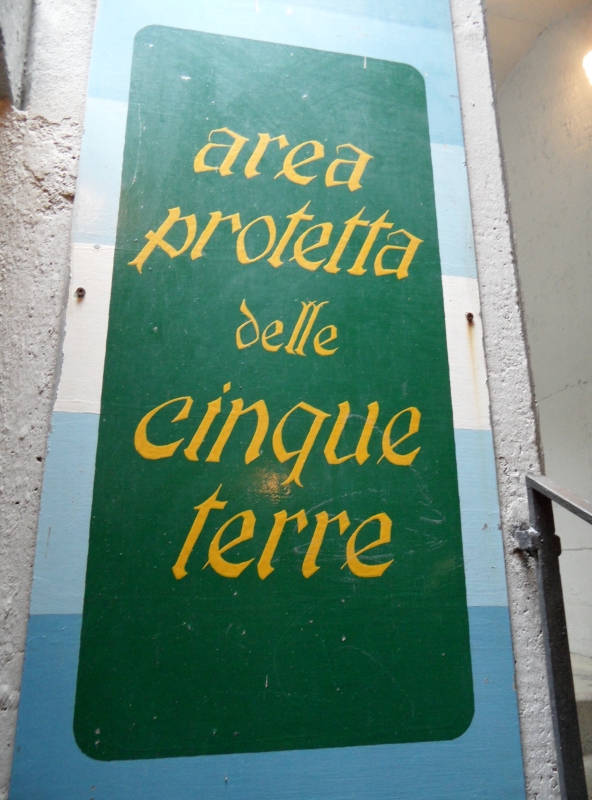 area
protetta
delle
cinque
terre